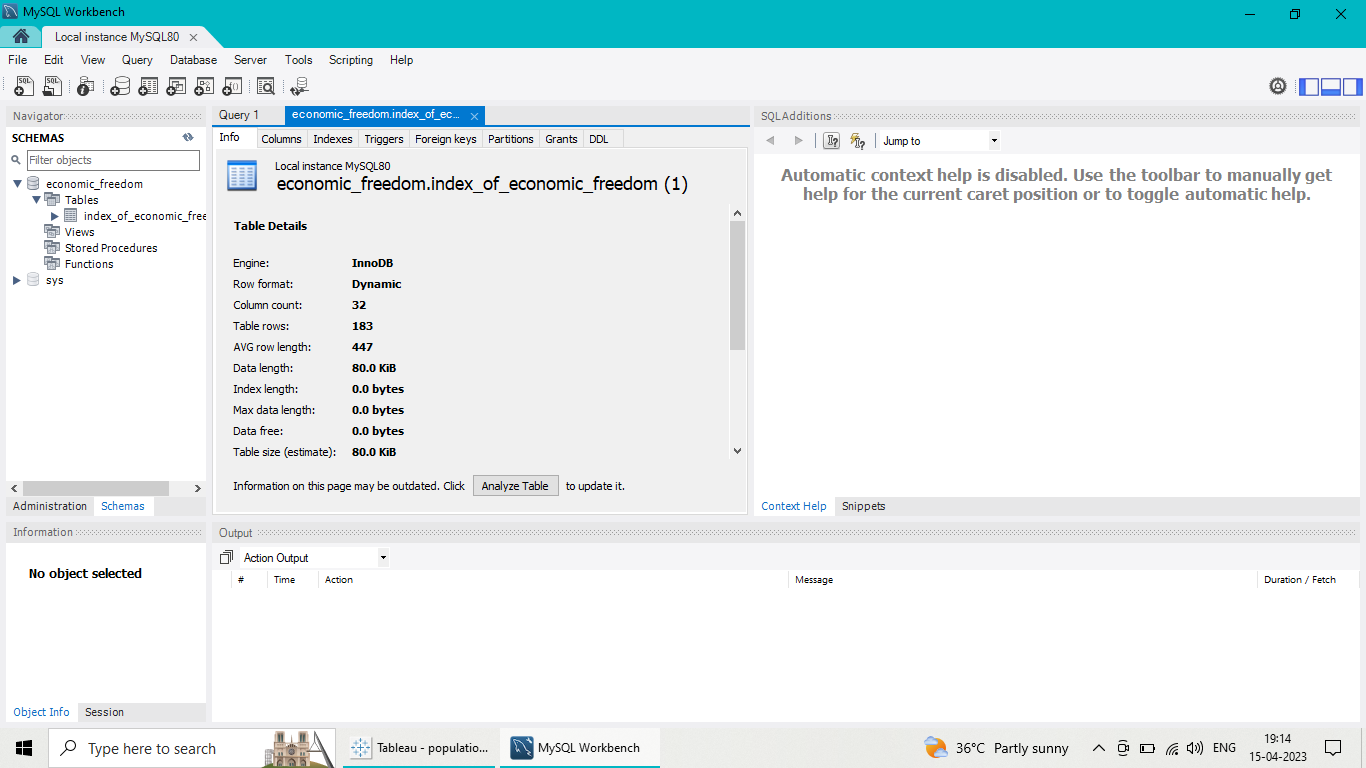 MySQL Workbench
Local instance MySQL80
File Edit View Query Database Server Tools Scripting Help
SQL SQL
Navigator
SCHEMAS
Filter objects
economic_freedom
Tables
index_of_economic_free
Views
Stored Procedures
Functions
sys
Administration Schemas
Query 1 economic_freedom.index_of_ec...
Info Columns Indexes Triggers Foreign keys Partitions Grants DDL
Local instance MySQL80
economic_freedom.index_of_economic_freedom (1)
Table Details
Engine: InnoDB
Row format: Dynamic
Column count: 32
Table rows: 183
AVG row length: 447
Data length: 80.0 KiB
Index length: 0.0 bytes
Max data length: 0.0 bytes
Data free: 0.0 bytes
Table size (estimate): 80.0 KiB
Information on this page may be outdated. Click Analyze Table to update it.
SQLAdditions
Jump to
Automatic context help is disabled. Use the toolbar to manually get
help for the current caret position or to toggle automatic help.
Context Help Snippets
Information
No object selected
Object Info Session
Output
Action Output
# Time Action Message Duration / Fetch
Type here to search
Tableau - populatio...
MySQL Workbench
36°C Partly sunny
ENG
19:14
15-04-2023